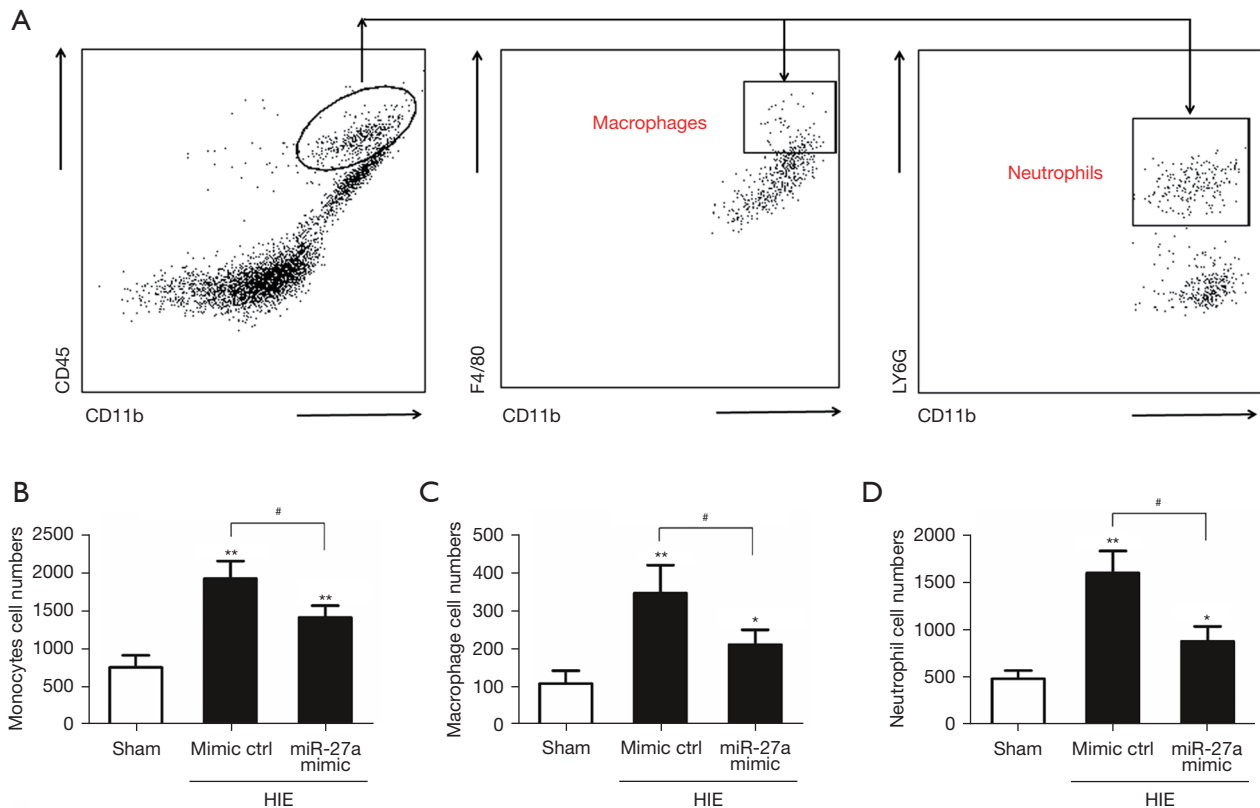 A
CD45
CD11b
Macrophages
F4/80
CD11b
Neutrophils
LY6G
CD11b
B
Monocytes cell numbers
2500
2000
1500
1000
500
0
#
**
**
Sham
Mimic ctrl
miR-27a
mimic
HIE
C
Macrophage cell numbers
500
400
300
200
100
0
#
**
*
Sham
Mimic ctrl
miR-27a
mimic
HIE
D
Neutrophil cell numbers
2000
1500
1000
500
0
#
**
*
Sham
Mimic ctrl
miR-27a
mimic
HIE